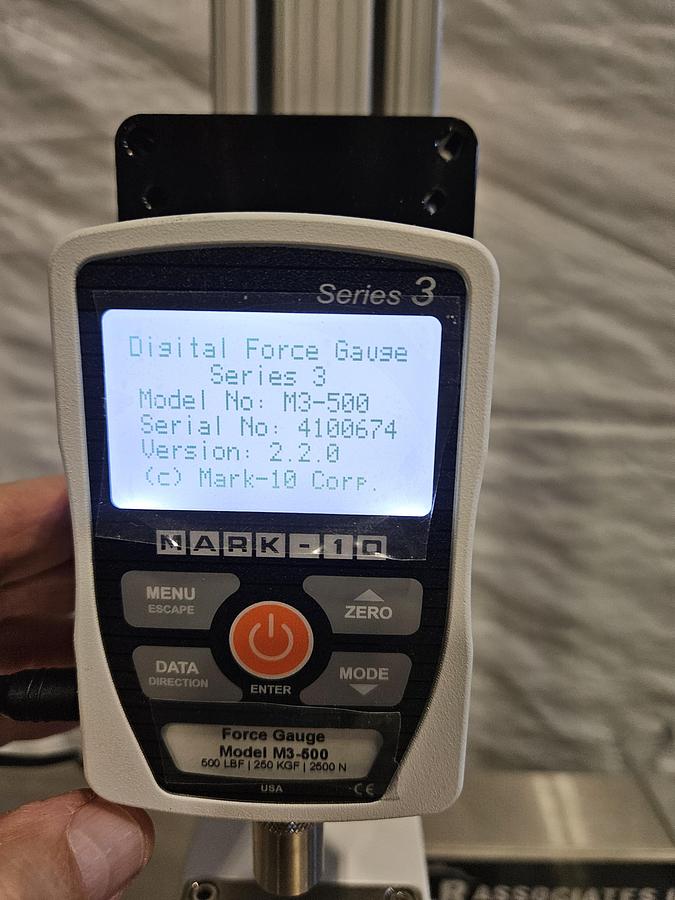 Series 3
Digital Force Gauge
Series 3
Model No: M3-500
Serial No: 4100674
Version: 2.2.0
(c) Mark-10 Corp.
MARK-10
MENU
ESCAPE
ZERO
DATA
DIRECTION
ENTER
MODE
Force Gauge
Model M3-500
500 LBF | 250 KGF | 2500 N
USA
CE
R ASSOCIATES